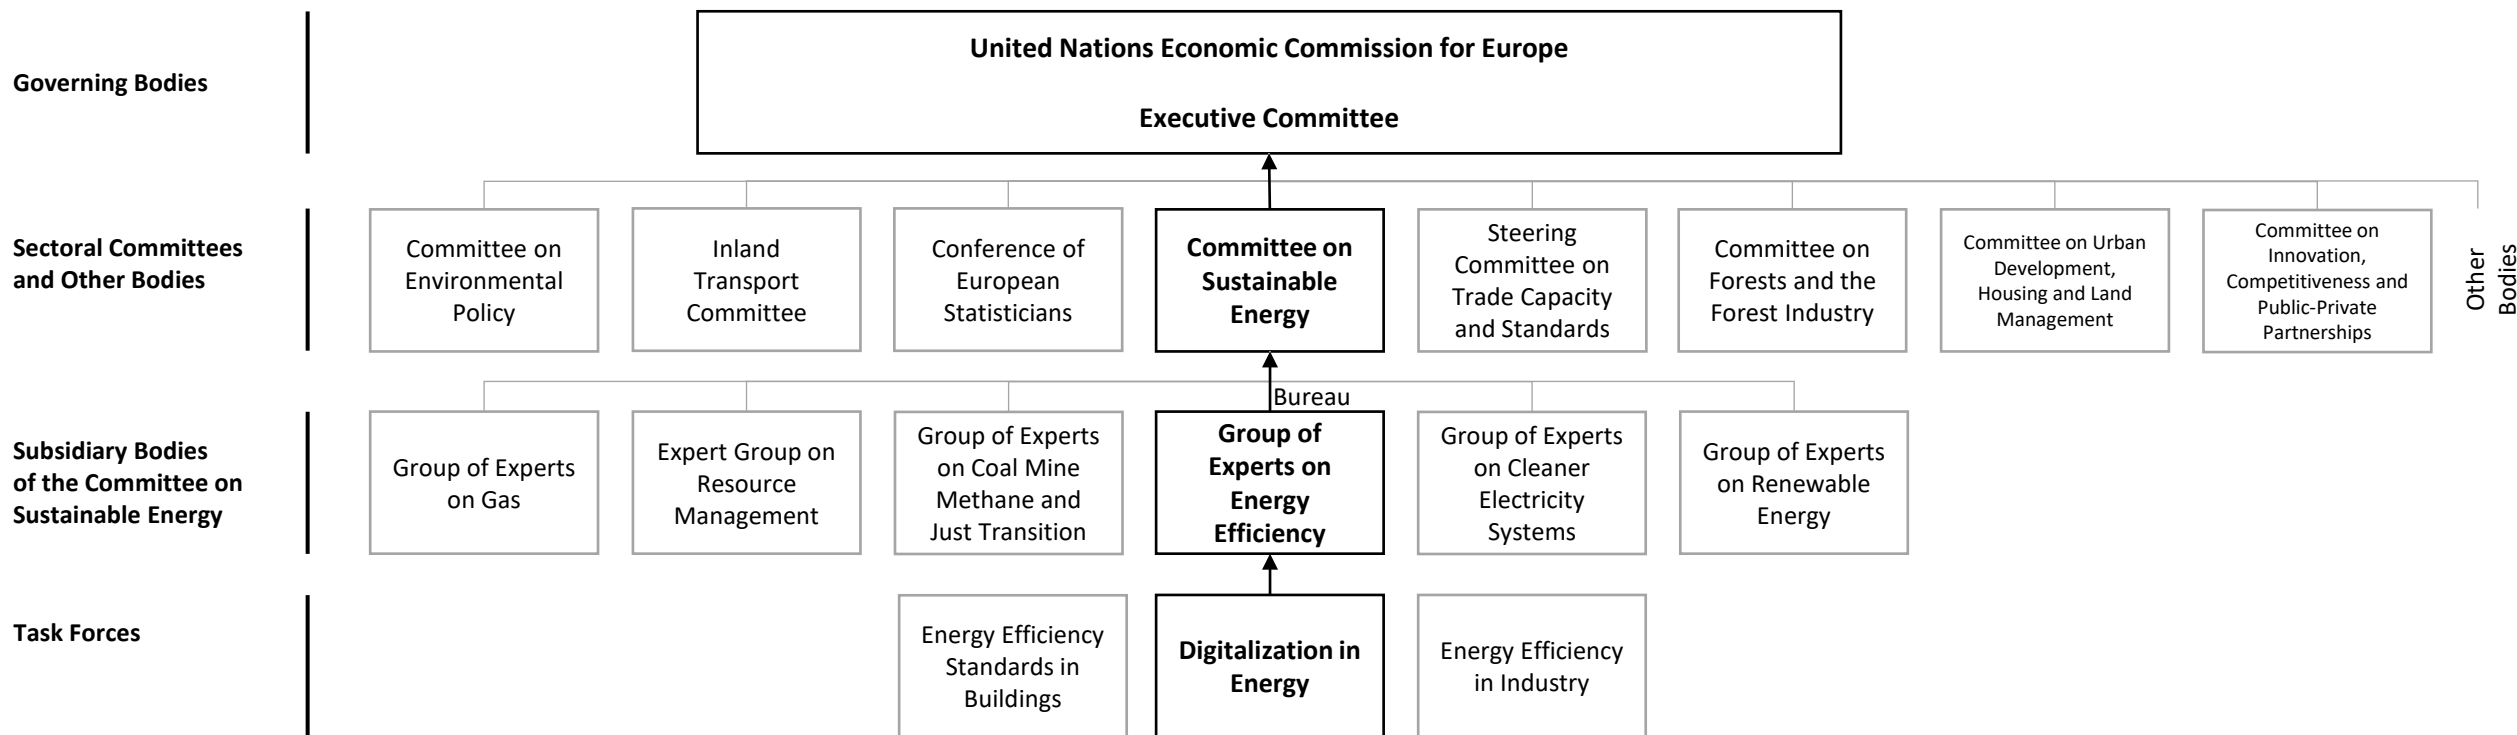 United Nations Economic Commission for Europe
Executive Committee
Governing Bodies
Sectoral Committees
and Other Bodies
Committee on
Environmental
Policy
Inland
Transport
Committee
Conference of
European
Statisticians
Committee on
Sustainable
Energy
Steering
Committee on
Trade Capacity
and Standards
Committee on
Forests and the
Forest Industry
Committee on Urban
Development,
Housing and Land
Management
Committee on
Innovation,
Competitiveness and
Public-Private
Partnerships
Other
Bodies
Bureau
Subsidiary Bodies
of the Committee on
Sustainable Energy
Group of Experts
on Gas
Expert Group on
Resource
Management
Group of Experts
on Coal Mine
Methane and
Just Transition
Group of
Experts on
Energy
Efficiency
Group of Experts
on Cleaner
Electricity
Systems
Group of Experts
on Renewable
Energy
Task Forces
Energy Efficiency
Standards in
Buildings
Digitalization in
Energy
Energy Efficiency
in Industry